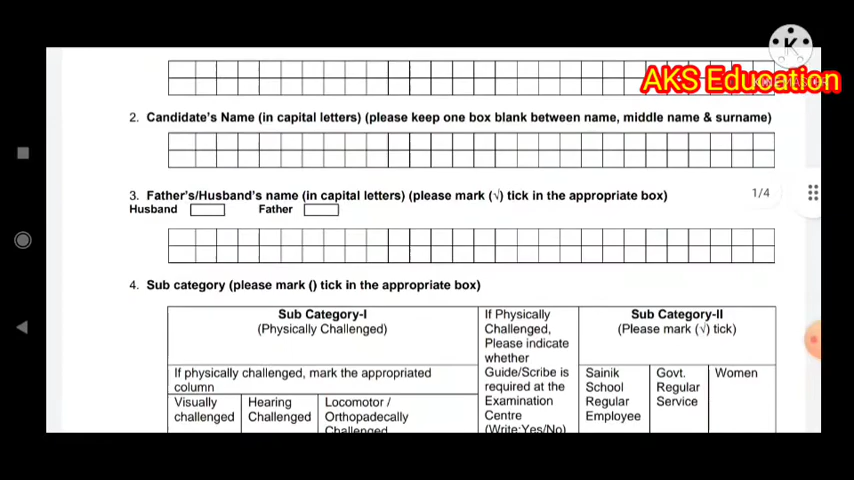 AKS Education
2. Candidate's Name (in capital letters) (please keep one box blank between name, middle name & surname)
3. Father's/Husband's name (in capital letters) (please mark (√) tick in the appropriate box)
1/4
Husband Father
4. Sub category (please mark () tick in the appropriate box)
Sub Category-I
(Physically Challenged)
If Physically
Challenged,
Please indicate
whether
Guide/Scribe is
required at the
Examination
Centre
(Write:Yes/No)
Sub Category-II
(Please mark (√) tick)
If physically challenged, mark the appropriated
column
Visually
challenged
Hearing
Challenged
Locomotor /
Orthopadecally
Challenged
Sainik
School
Regular
Employee
Govt.
Regular
Service
Women